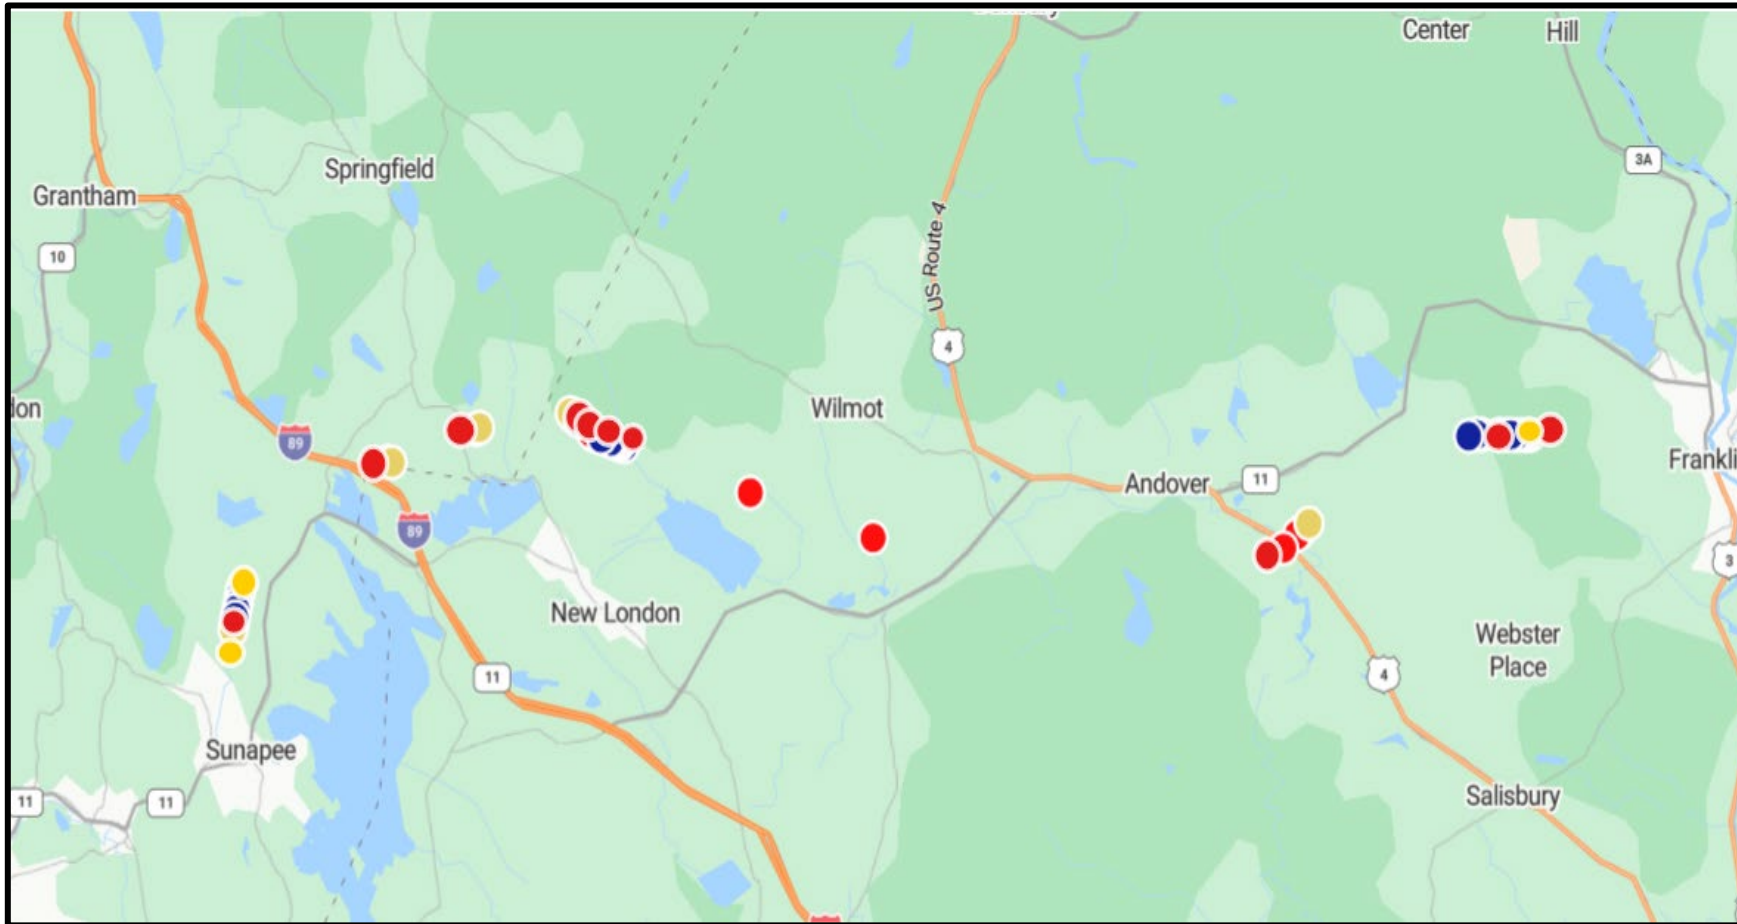 Center
Hill
3A
Springfield
Grantham
10
US Route 4
4
don
Wilmot
89
Frankli
11
Andover
89
3
New London
Webster
Place
11
4
Sunapee
11
11
Salisbury